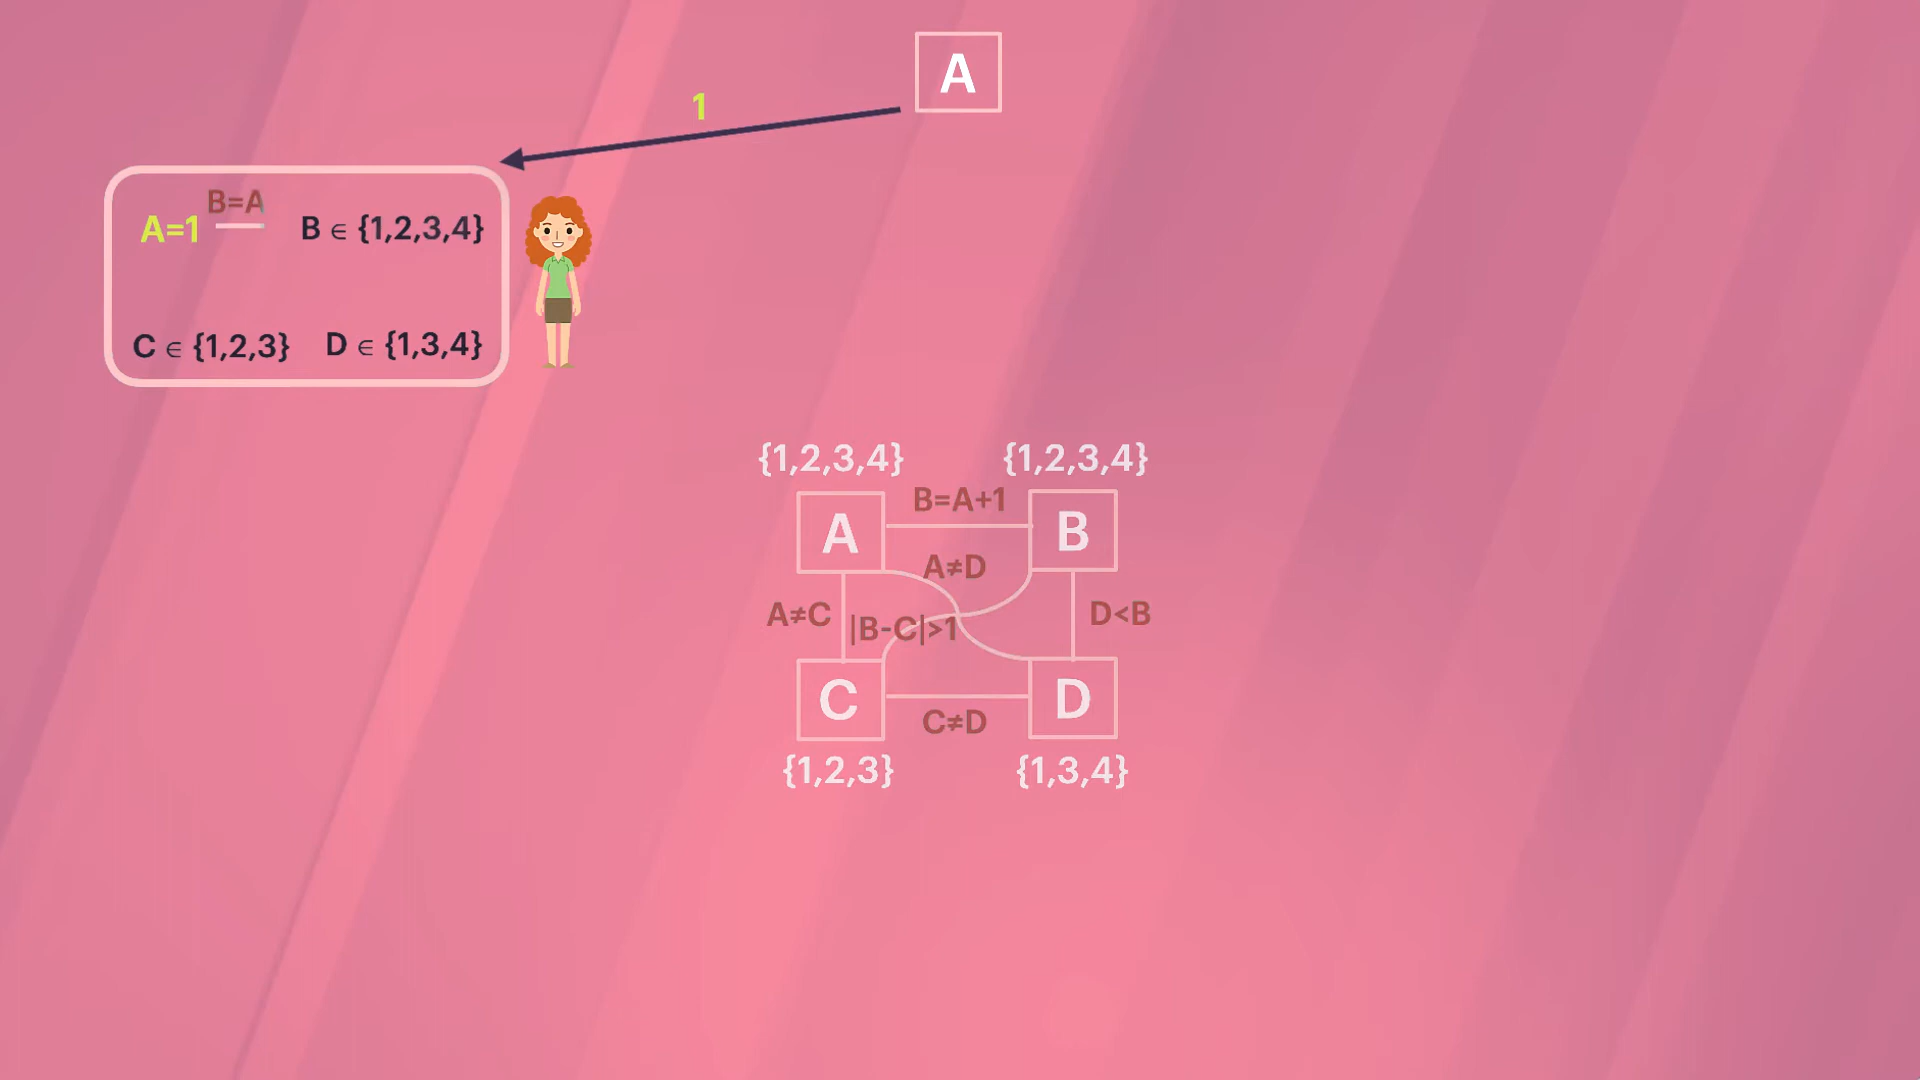 A
1
B=A
A=1
B ∈ {1,2,3,4}
C ∈ {1,2,3}
D ∈ {1,3,4}
{1,2,3,4}
{1,2,3,4}
B=A+1
A
B
A≠D
A≠C
|B-C|>1
D<B
C
D
C≠D
{1,2,3}
{1,3,4}